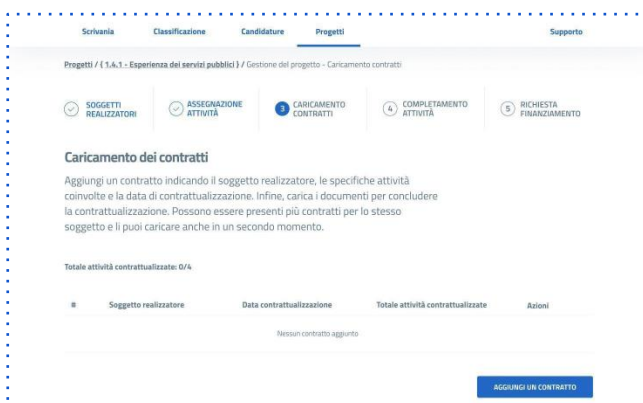 Scrivania Classificazione Candidature Progetti Supporto
Progetti / ( 1.4.1 - Esperienza dei servizi pubblici ) / Gestione del progetto - Caricamento contratti
SOGGETTI REALIZZATORI
ASSEGNAZIONE ATTIVITÀ
3 CARICAMENTO CONTRATTI
4 COMPLETAMENTO ATTIVITÀ
5 RICHIESTA FINANZIAMENTO
Caricamento dei contratti
Aggiungi un contratto indicando il soggetto realizzatore, le specifiche attività
coinvolte e la data di contrattualizzazione. Infine, carica i documenti per concludere
la contrattualizzazione. Possono essere presenti più contratti per lo stesso
soggetto e li puoi caricare anche in un secondo momento.
Totale attività contrattualizzate: 0/4
# Soggetto realizzatore Data contrattualizzazione Totale attività contrattualizzate Azioni
Nessun contratto aggiunto
AGGIUNGI UN CONTRATTO